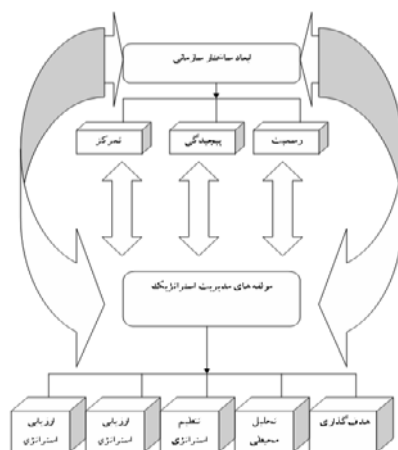 ابعاد ساختار سازمانی
رسمیت
پیچیدگی
تمرکز
مولفه های مدیریت استراتژیک
هدف گذاری
تحلیل
محیطی
تنظیم
استراتژی
ارزیابی
استراتژی
ارزیابی
استراتژی